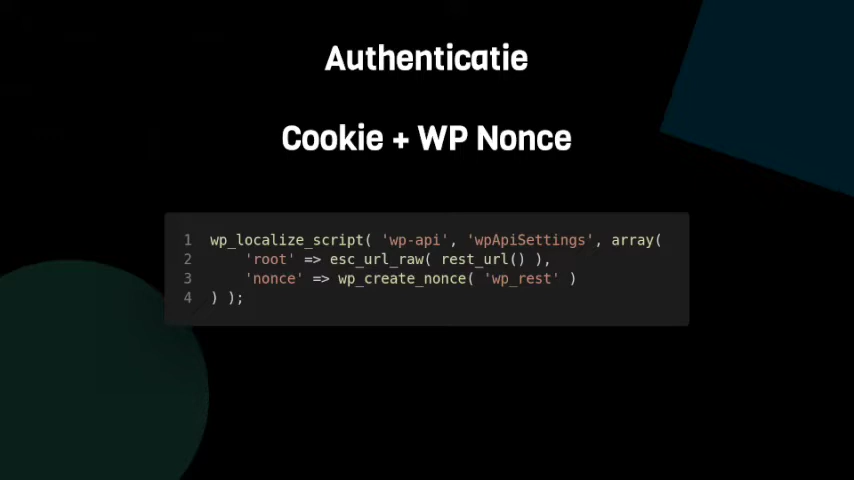 Authenticatie
Cookie + WP Nonce
1 wp_localize_script( 'wp-api', 'wpApiSettings', array(
2     'root' => esc_url_raw( rest_url() ),
3     'nonce' => wp_create_nonce( 'wp_rest' )
4 ) );